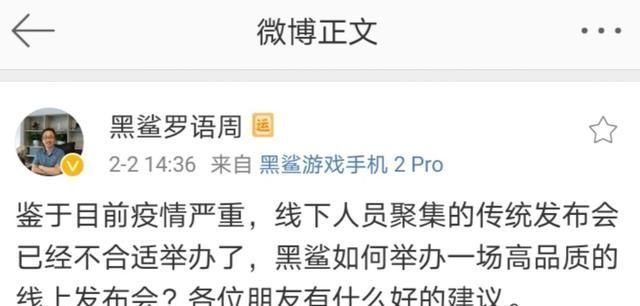 微博正文
黑鲨罗语周 运
V
2-2 14:36 来自 黑鲨游戏手机 2 Pro
鉴于目前疫情严重，线下人员聚集的传统发布会
已经不合适举办了，黑鲨如何举办一场高品质的
线上发布会？各位朋友有什么好的建议。